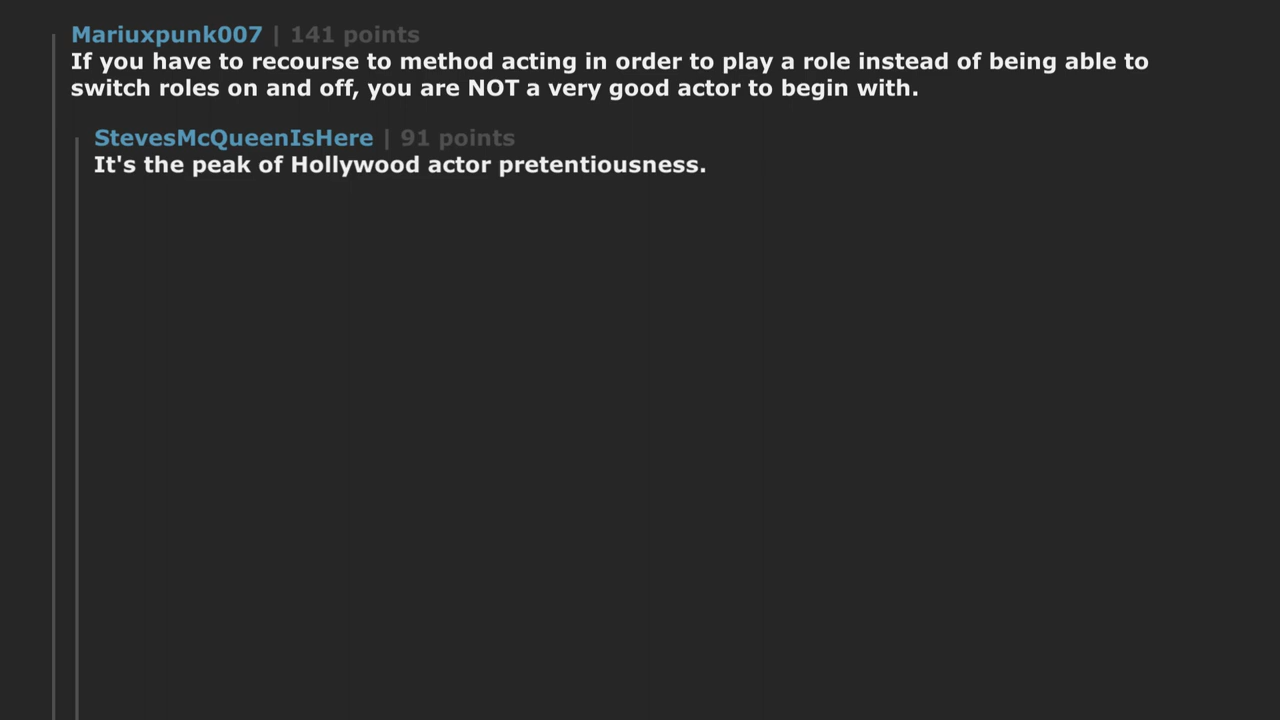 Mariuxpunk007 | 141 points
If you have to recourse to method acting in order to play a role instead of being able to
switch roles on and off, you are NOT a very good actor to begin with.
StevesMcQueenIsHere | 91 points
It's the peak of Hollywood actor pretentiousness.